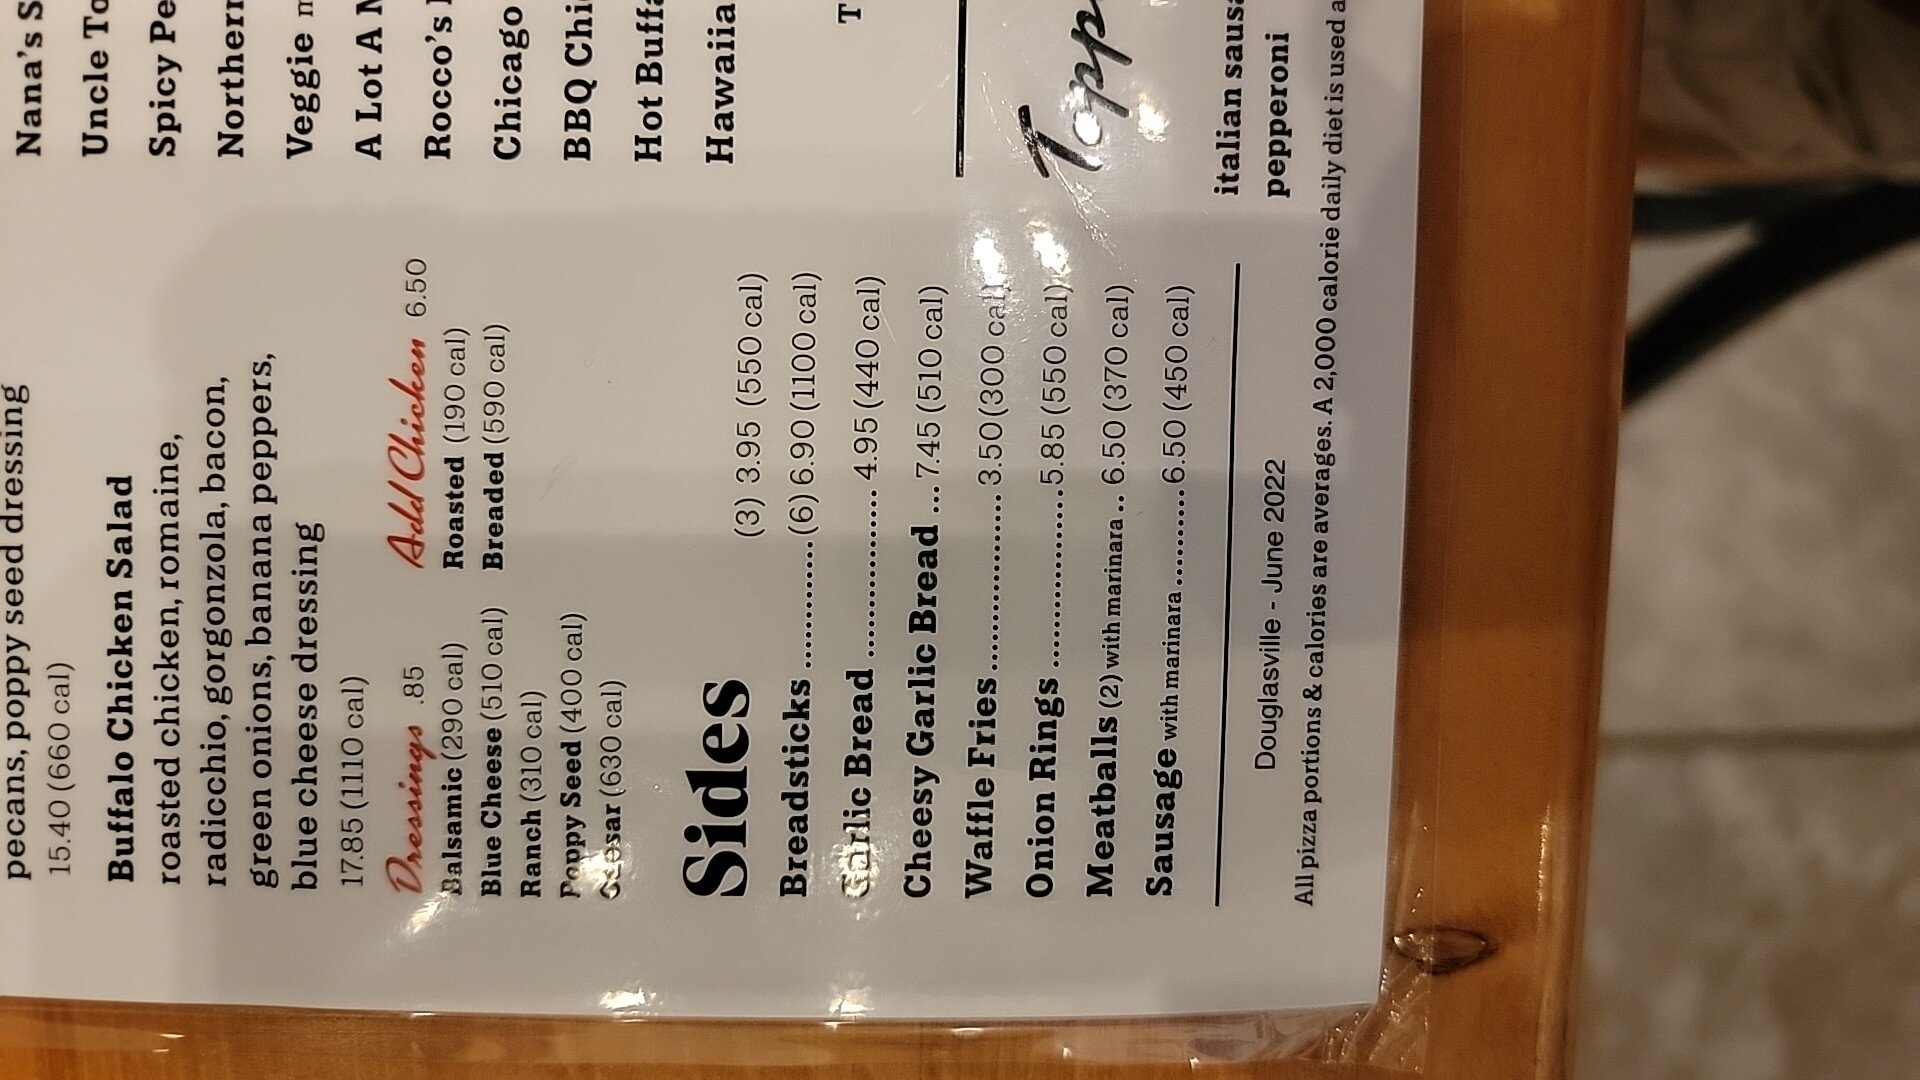 pecans, poppy seed dressing
15.40 (660 cal)
Buffalo Chicken Salad
roasted chicken, romaine,
radicchio, gorgonzola, bacon,
green onions, banana peppers,
blue cheese dressing
17.85 (1110 cal)
Dressings .85
Balsamic (290 cal)
Blue Cheese (510 cal)
Ranch (310 cal)
Poppy Seed (400 cal)
Caesar (630 cal)
Add Chicken 6.50
Roasted (190 cal)
Breaded (590 cal)
Sides
(3) 3.95 (550 cal)
Breadsticks ............. (6) 6.90 (1100 cal)
Garlic Bread ................. 4.95 (440 cal)
Cheesy Garlic Bread ... 7.45 (510 cal)
Waffle Fries .................. 3.50 (300 cal)
Onion Rings .................. 5.85 (550 cal)
Meatballs (2) with marinara .. 6.50 (370 cal)
Sausage with marinara .......... 6.50 (450 cal)
Douglasville - June 2022
All pizza portions & calories are averages. A 2,000 calorie daily diet is used a
Nana's S
Uncle To
Spicy Pe
Northern
Veggie m
A Lot A M
Rocco's
Chicago
BBQ Chi
Hot Buffa
Hawaiia
T
Topp
italian saus
pepperoni